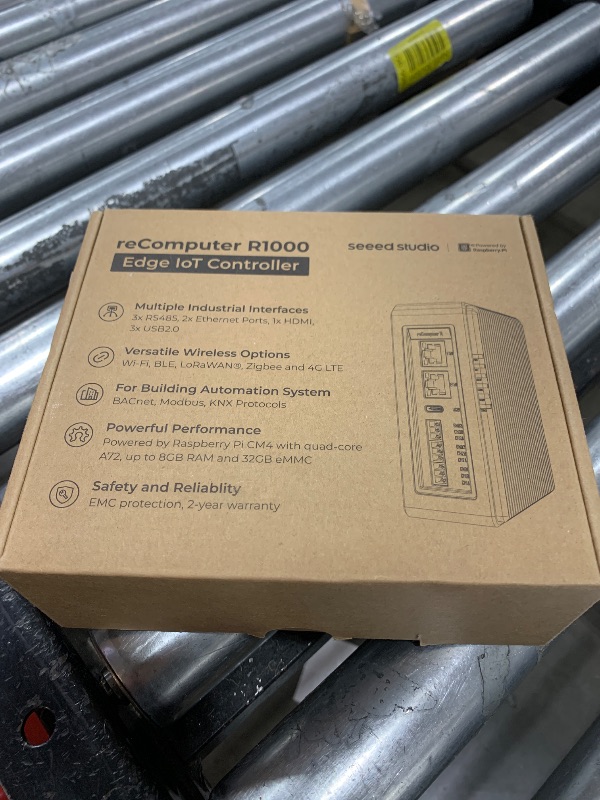 reComputer R1000
Edge IoT Controller
seeed studio
Powered by
Raspberry Pi
Multiple Industrial Interfaces
3x RS485, 2x Ethernet Ports, 1x HDMI,
3x USB2.0
Versatile Wireless Options
Wi-Fi, BLE, LoRaWAN®, Zigbee and 4G LTE
For Building Automation System
BACnet, Modbus, KNX Protocols
Powerful Performance
Powered by Raspberry Pi CM4 with quad-core
A72, up to 8GB RAM and 32GB eMMC
Safety and Reliablity
EMC protection, 2-year warranty